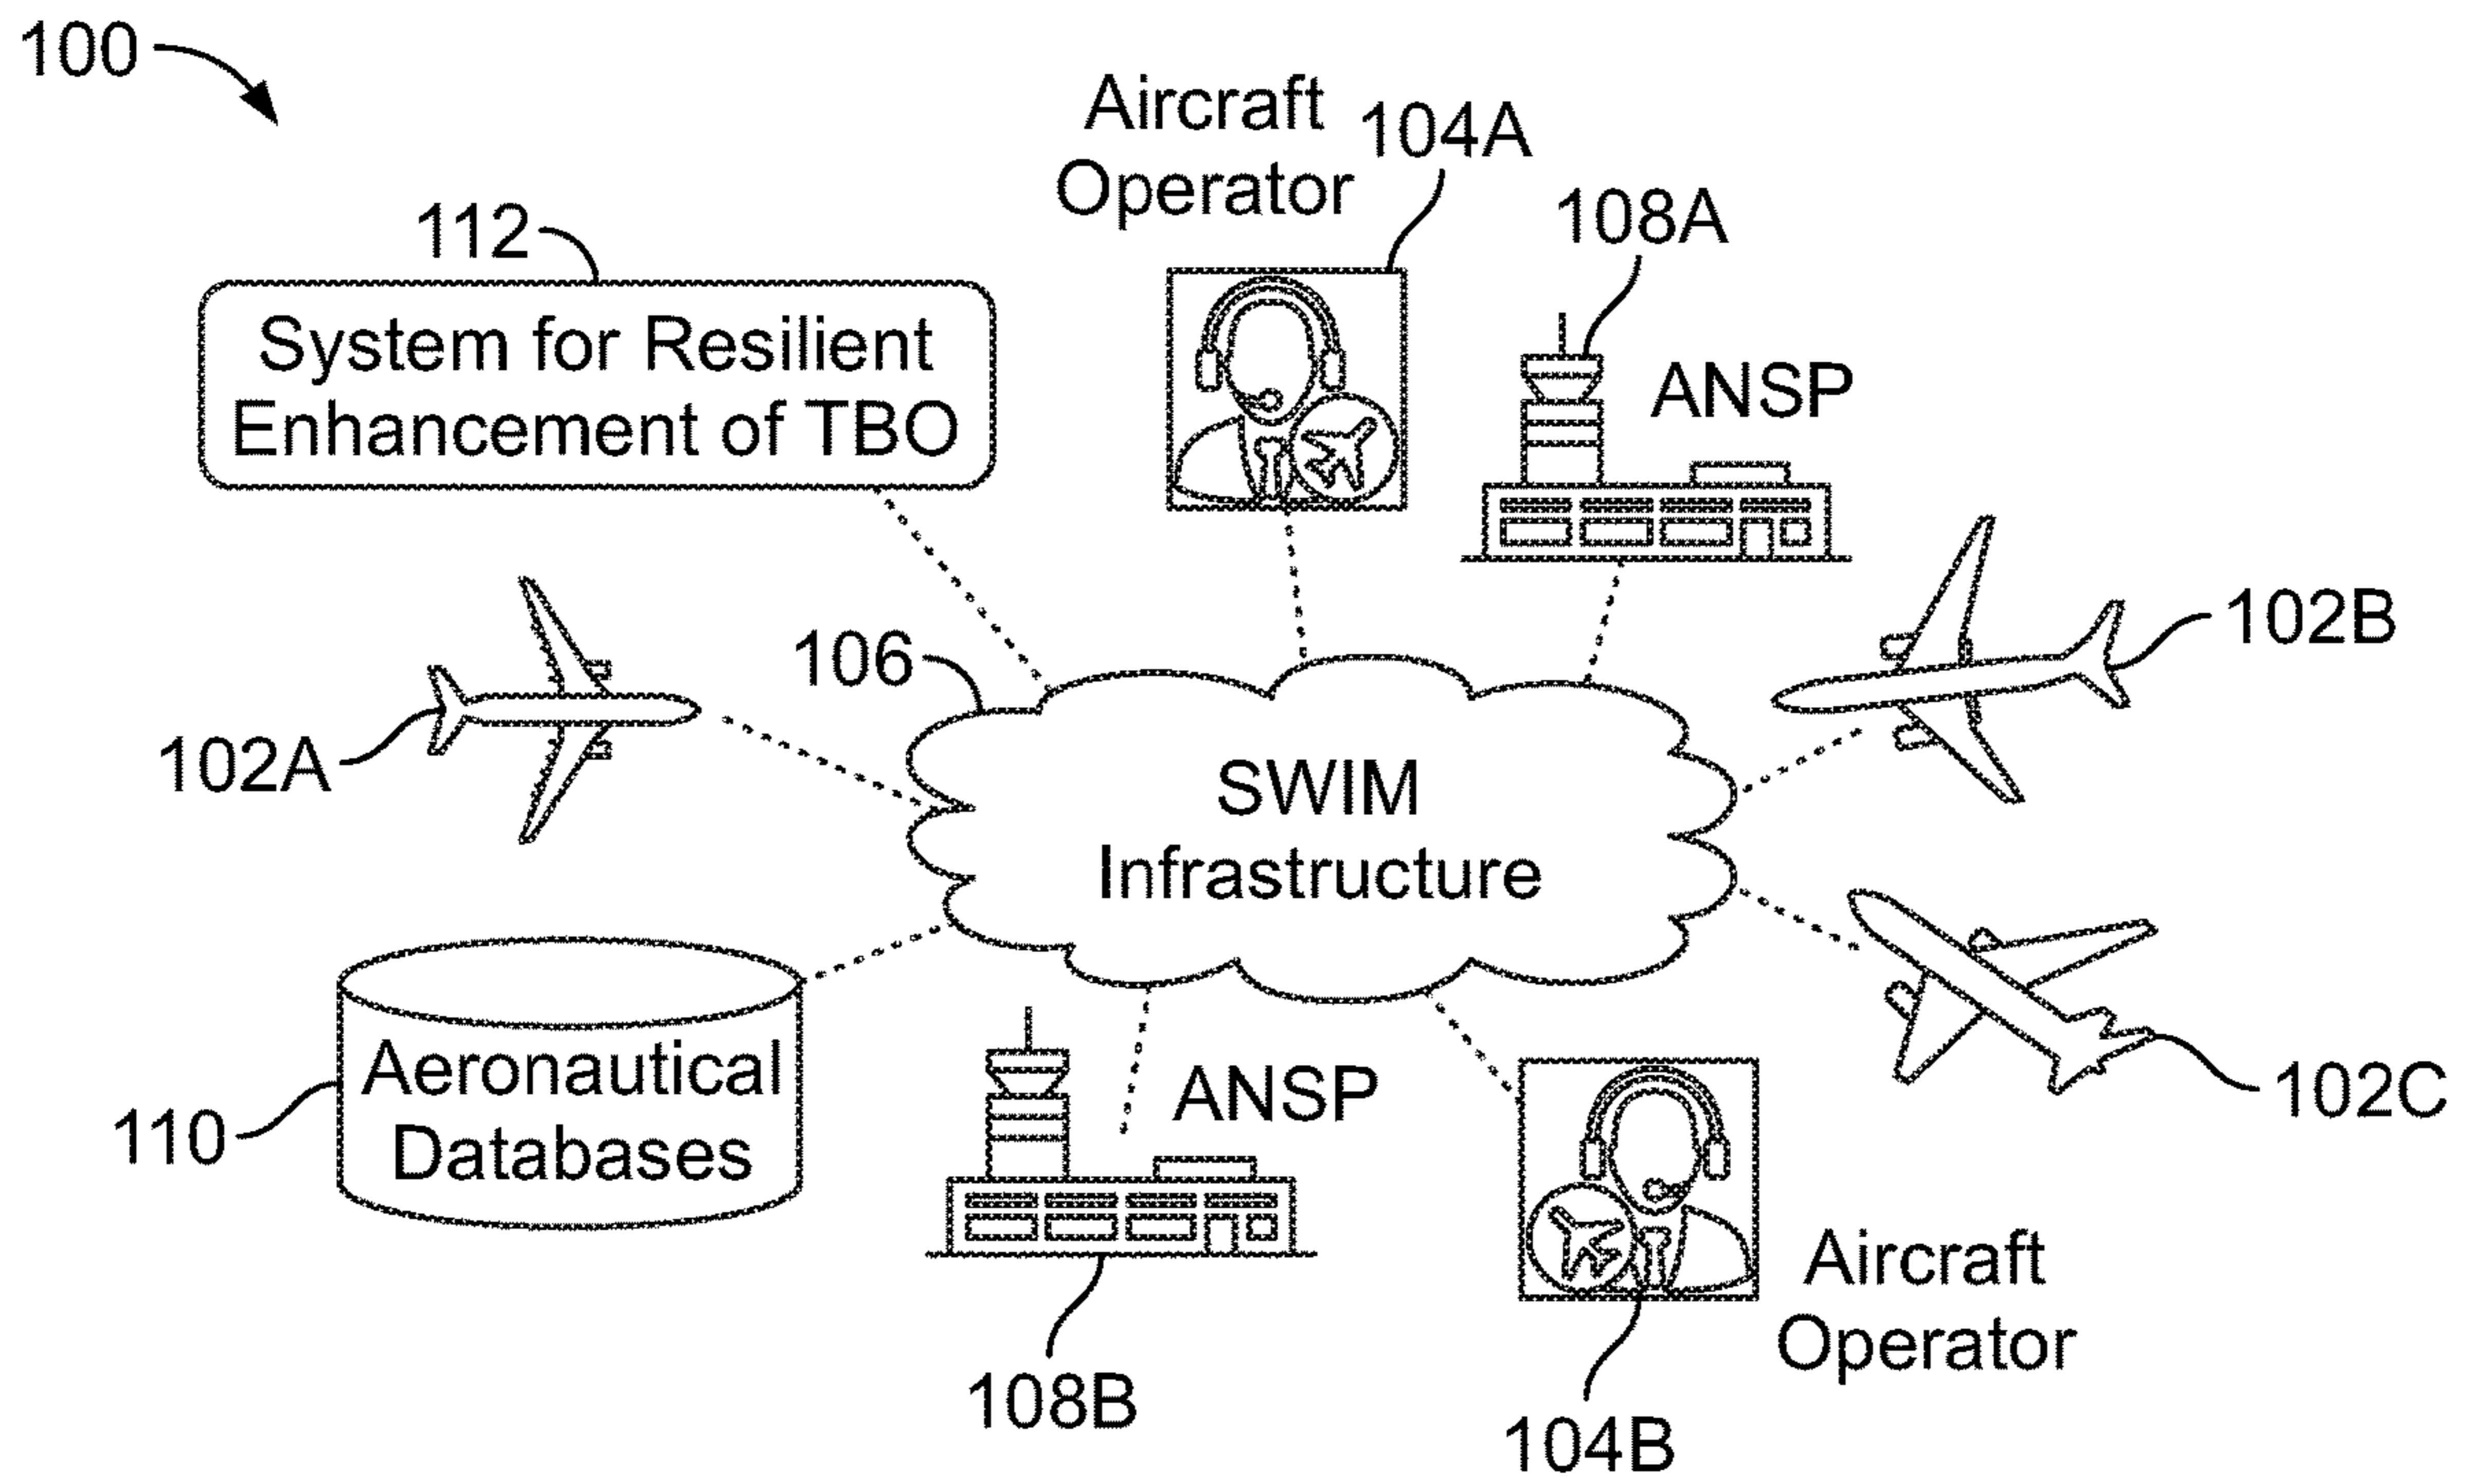 100
Aircraft
Operator
104A
108A
112
System for Resilient
Enhancement of TBO
ANSP
102B
106
102A
SWIM
Infrastructure
Aeronautical
Databases
110
ANSP
102C
Aircraft
Operator
108B
104B